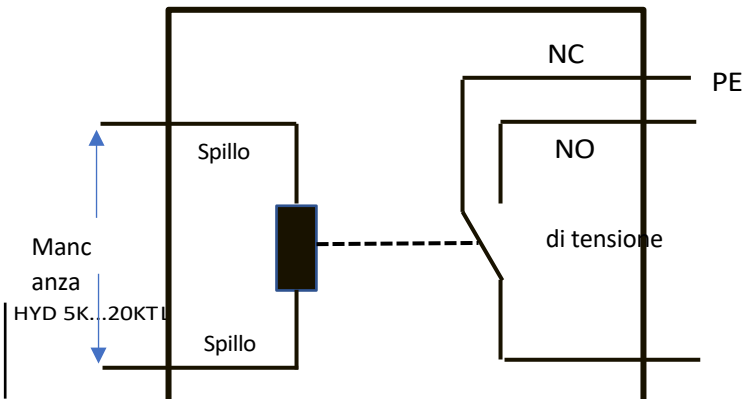 NC
PE
Spillo
NO
Manc
anza
di tensione
HYD 5K...20KTL
Spillo